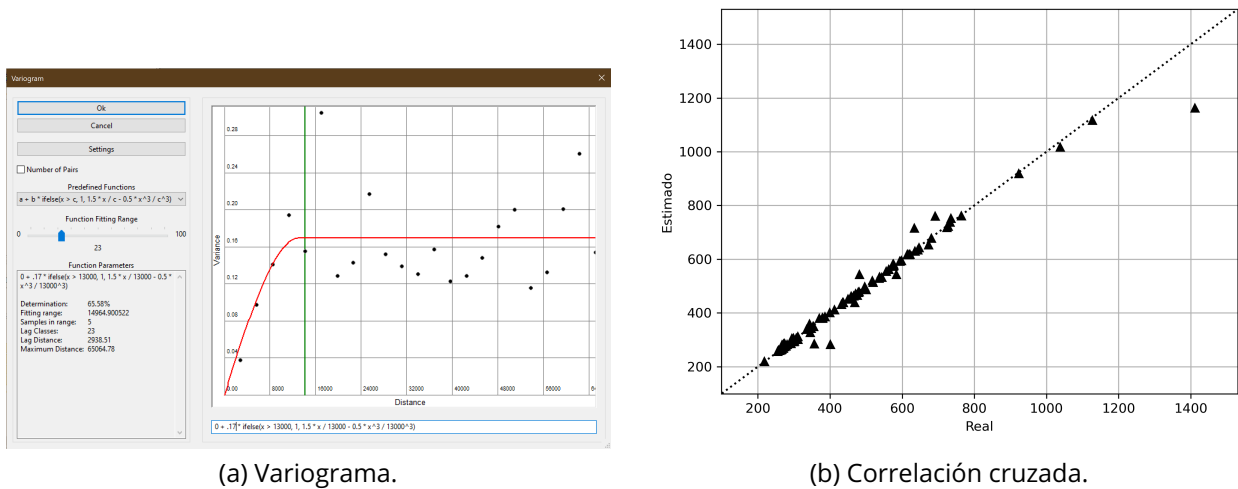 Variogram
×
Ok
Cancel
Settings
Number of Pairs
Predefined Functions
a + b * ifelse(x > c, 1, 1.5 * x / c - 0.5 * x^3 / c^3)
Function Fitting Range
0
100
23
Function Parameters
0 + .17 * ifelse(x > 13000, 1, 1.5 * x / 13000 - 0.5 *
x^3 / 13000^3)
Determination: 65.58%
Fitting range: 14964.900522
Samples in range: 5
Lag Classes: 23
Lag Distance: 2938.51
Maximum Distance: 65064.78
Variance
0.28
0.24
0.20
0.16
0.12
0.08
0.04
0.00
8000
16000
24000
32000
40000
48000
56000
Distance
0 + .17* ifelse(x > 13000, 1, 1.5 * x / 13000 - 0.5 * x^3 / 13000^3)
(a) Variograma.
Estimado
1400
1200
1000
800
600
400
200
200 400 600 800 1000 1200 1400
Real
(b) Correlación cruzada.